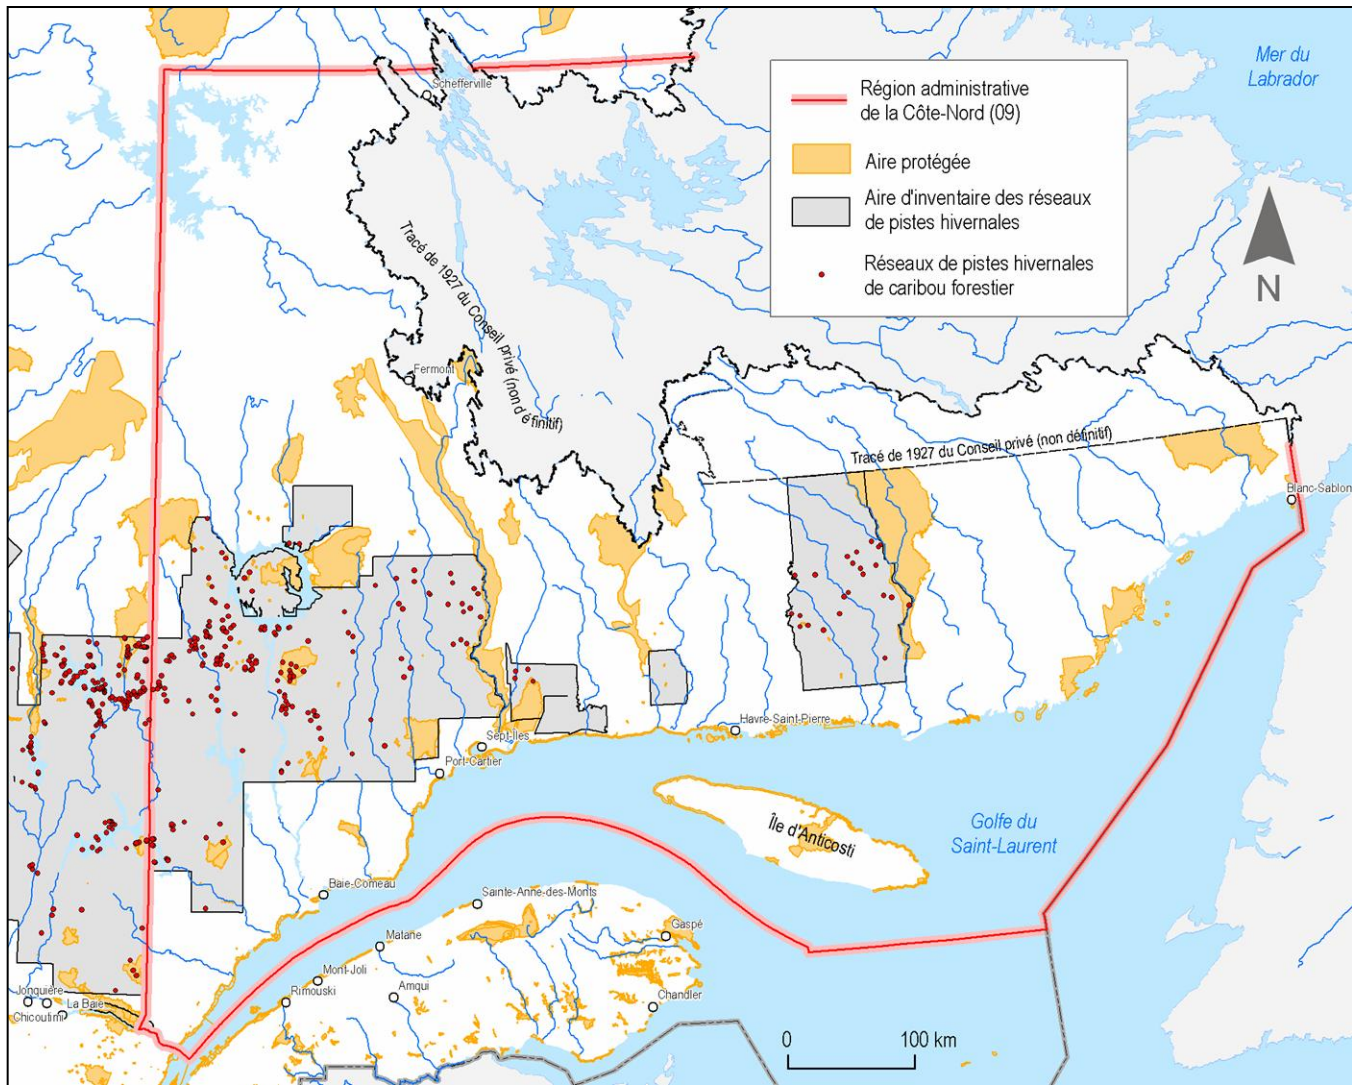 Mer du
Labrador
Schefferville
Région administrative
de la Côte-Nord (09)
Aire protégée
Aire d'inventaire des réseaux
de pistes hivernales
Réseaux de pistes hivernales
de caribou forestier
N
Tracé de 1927 du Conseil privé (non définitif)
Fermont
Tracé de 1927 du Conseil privé (non définitif)
Blanc-Sablon
Havre-Saint-Pierre
Sept-Îles
Port-Cartier
Île d'Anticosti
Golfe du
Saint-Laurent
Baie-Comeau
Sainte-Anne-des-Monts
Gaspé
Matane
Mont-Joli
Amqui
Rimouski
Chandler
Jonquière
La Baie
Chicoutimi
0 100 km